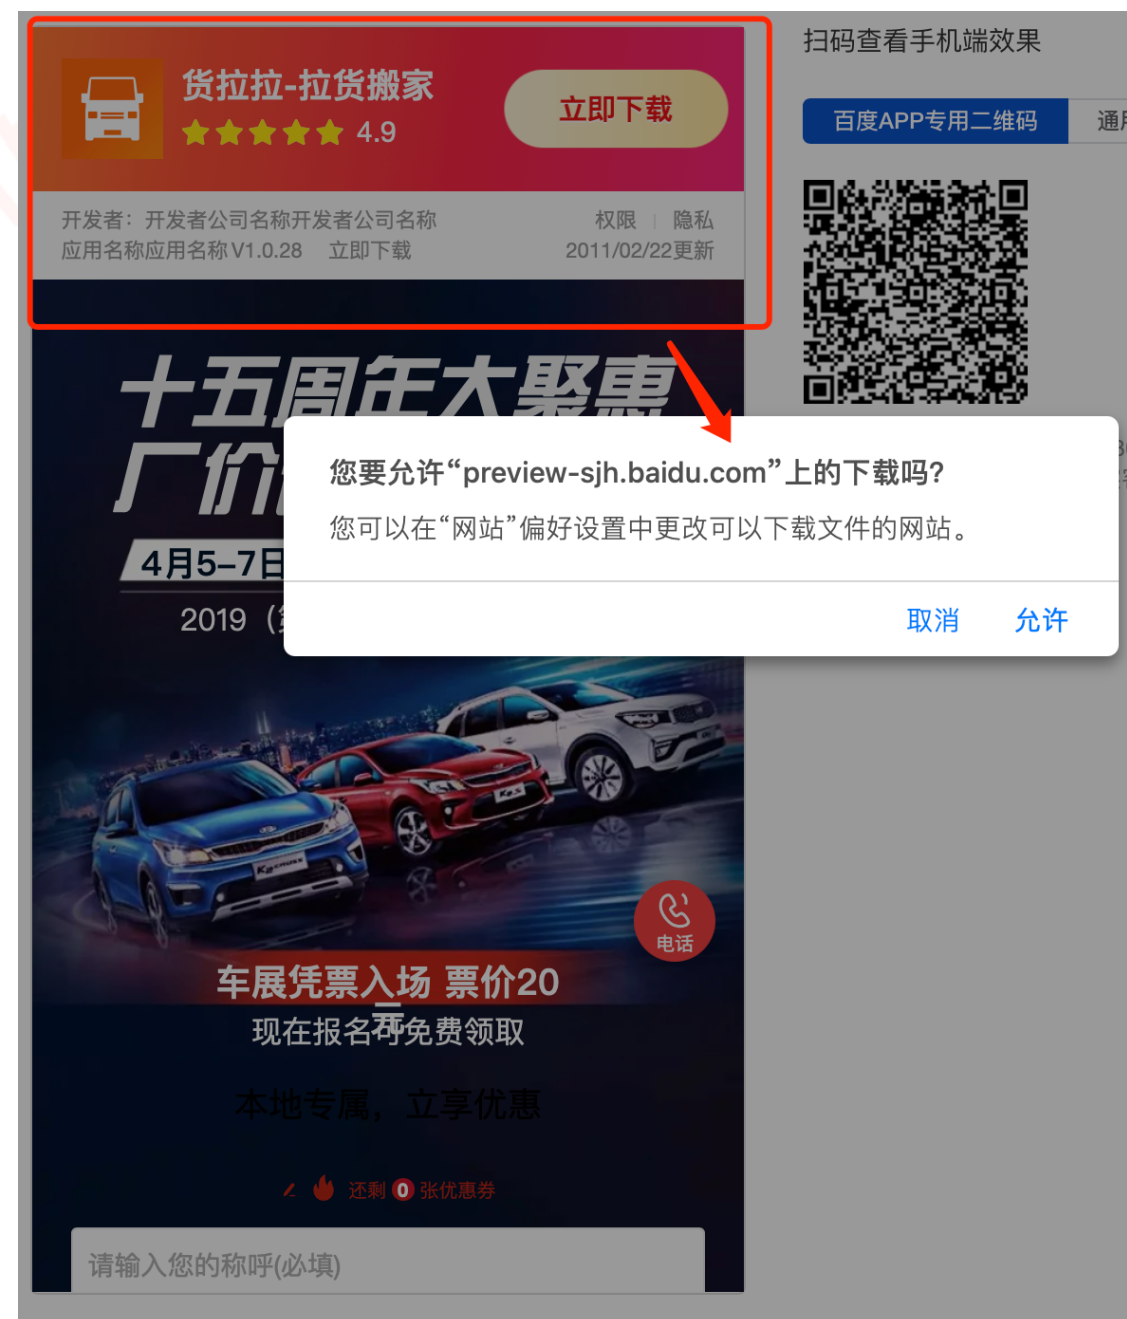 货拉拉-拉货搬家
4.9
立即下载
开发者：开发者公司名称开发者公司名称
权限
隐私
应用名称应用名称 V1.0.28 立即下载
2011/02/22更新
扫码查看手机端效果
百度APP专用二维码
通
十五周年大聚惠
厂价
4月5-7日
2019（
您要允许“preview-sjh.baidu.com”上的下载吗？
您可以在“网站”偏好设置中更改可以下载文件的网站。
取消
允许
电话
车展凭票入场 票价20
元
现在报名可免费领取
本地专属，立享优惠
还剩 0 张优惠券
请输入您的称呼(必填)